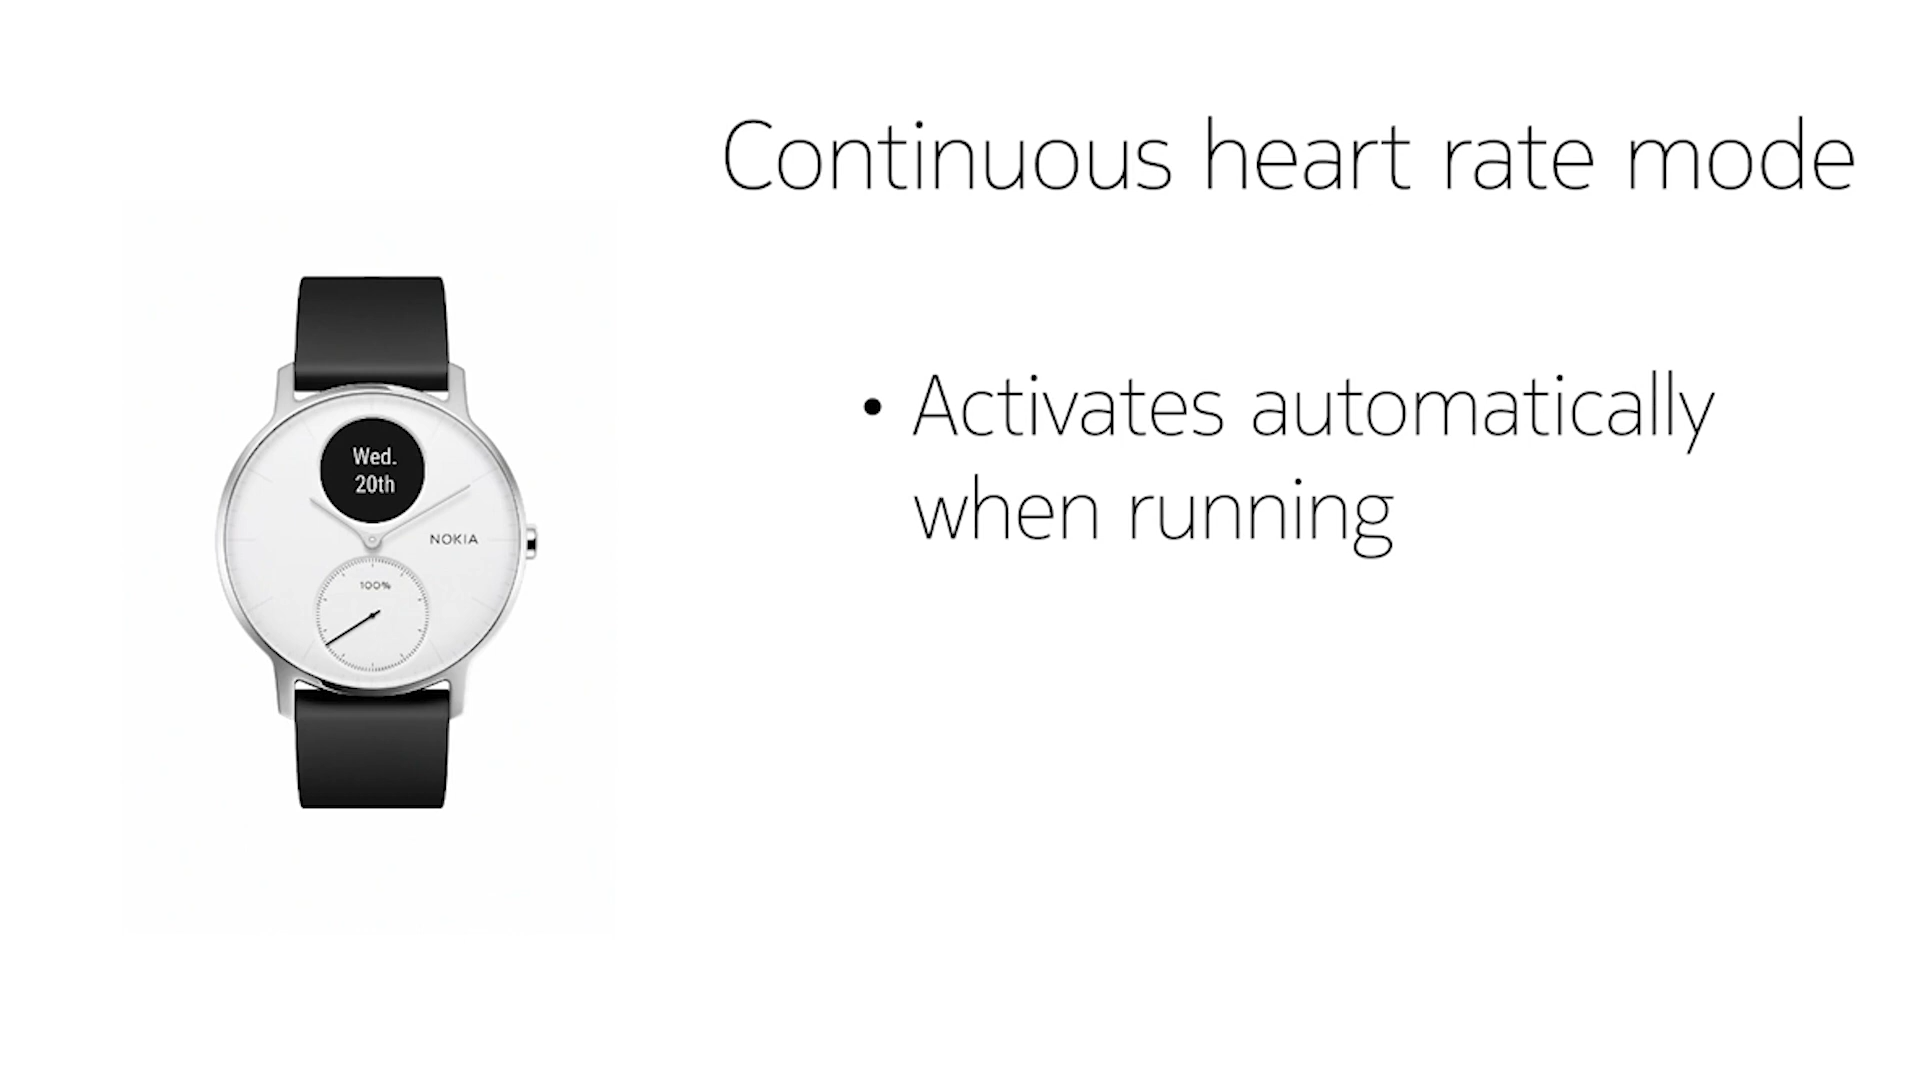 Continuous heart rate mode
• Activates automatically
when running
Wed.
20th
NOKIA
100%